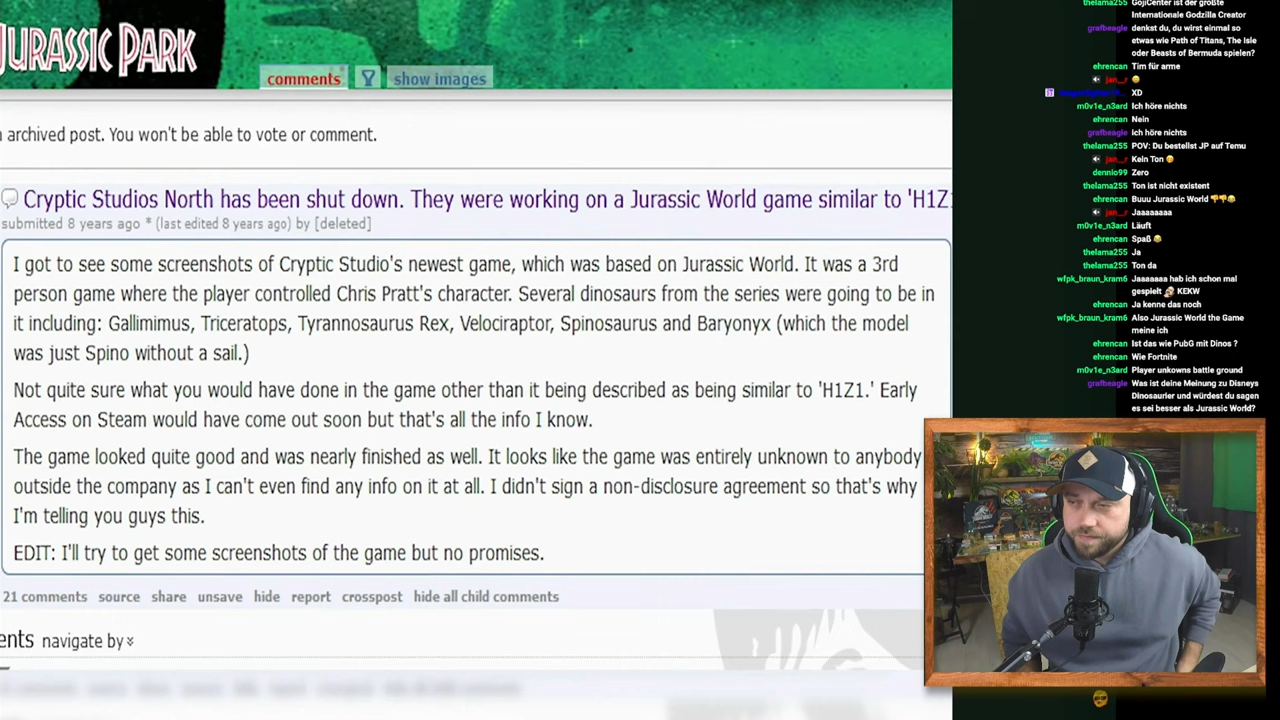 JURASSIC PARK
comments
show images
archived post. You won't be able to vote or comment.
Cryptic Studios North has been shut down. They were working on a Jurassic World game similar to 'H1Z1
submitted 8 years ago * (last edited 8 years ago) by [deleted]
I got to see some screenshots of Cryptic Studio's newest game, which was based on Jurassic World. It was a 3rd
person game where the player controlled Chris Pratt's character. Several dinosaurs from the series were going to be in
it including: Gallimimus, Triceratops, Tyrannosaurus Rex, Velociraptor, Spinosaurus and Baryonyx (which the model
was just Spino without a sail.)
Not quite sure what you would have done in the game other than it being described as being similar to 'H1Z1.' Early
Access on Steam would have come out soon but that's all the info I know.
The game looked quite good and was nearly finished as well. It looks like the game was entirely unknown to anybody
outside the company as I can't even find any info on it at all. I didn't sign a non-disclosure agreement so that's why
I'm telling you guys this.
EDIT: I'll try to get some screenshots of the game but no promises.
21 comments source share unsave hide report crosspost hide all child comments
ents navigate by
thelama255 GojiCenter ist der größte
Internationale Godzilla Creator
grafbeagle denkst du, du wirst einmal so
etwas wie Path of Titans, The Isle
oder Beasts of Bermuda spielen?
ehrencan Tim für arme
jan__r
XD
m0v1e_n3ard Ich höre nichts
ehrencan Nein
grafbeagle ich höre nichts
thelama255 POV: Du bestellst JP auf Temu
jan__r Kein Ton
dennio99 Zero
thelama255 Ton ist nicht existent
ehrencan Buuu Jurassic World 👎👎😂
jan__r Jaaaaaaa
m0v1e_n3ard Läuft
ehrencan Spaß 😂
thelama255 Ja
thelama255 Ton da
wfpk_braun_kram6 Jaaaaaaa hab ich schon mal
gespielt KEKW
ehrencan Ja kenne das noch
wfpk_braun_kram6 Also Jurassic World the Game
meine ich
ehrencan Ist das wie PubG mit Dinos ?
ehrencan Wie Fortnite
m0v1e_n3ard Player unkowns battle ground
grafbeagle Was ist deine Meinung zu Disneys
Dinosaurier und würdest du sagen
es sei besser als Jurassic World?